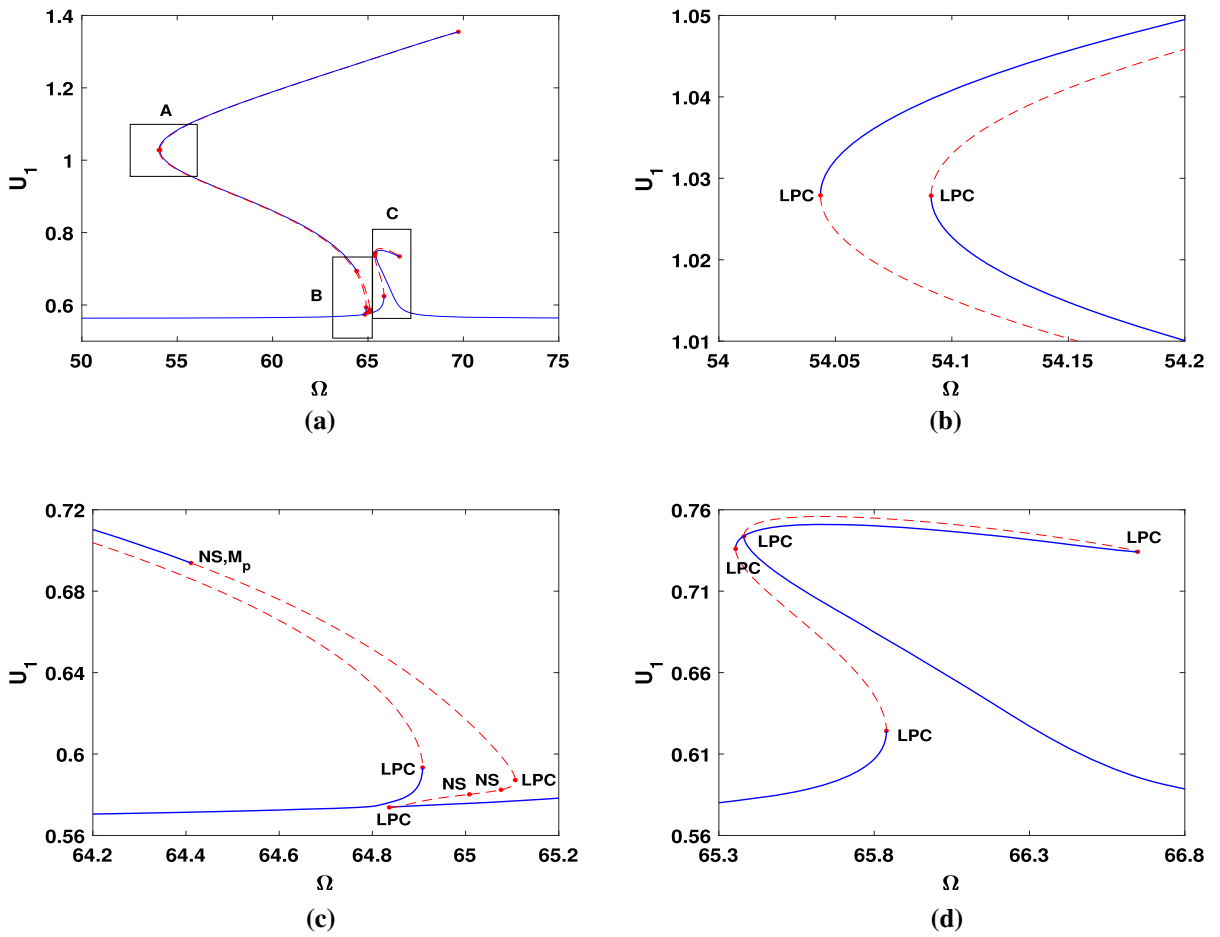 1.4
1.2
1
0.8
0.6
U1
A
B
C
50
55
60
65
70
75
Ω
(a)
1.05
1.04
1.03
1.02
1.01
U1
LPC
LPC
54
54.05
54.1
54.15
54.2
Ω
(b)
0.72
0.68
0.64
0.6
0.56
U1
NS,Mp
LPC
NS
NS
LPC
LPC
64.2
64.4
64.6
64.8
65
65.2
Ω
(c)
0.76
0.71
0.66
0.61
0.56
U1
LPC
LPC
LPC
LPC
65.3
65.8
66.3
66.8
Ω
(d)